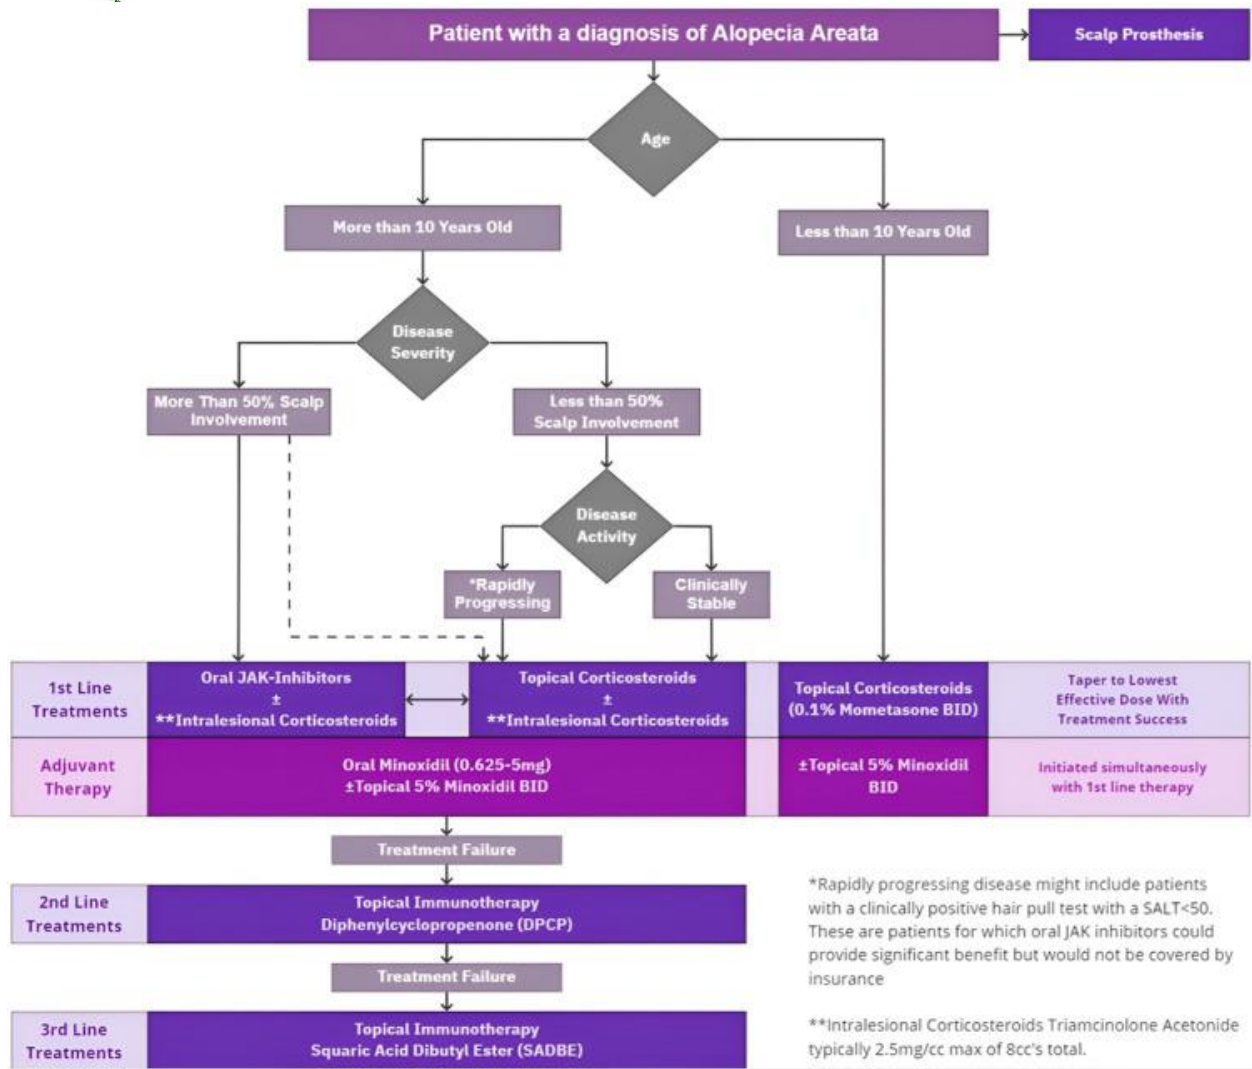 Patient with a diagnosis of Alopecia Areata
Scalp Prosthesis
Age
More than 10 Years Old
Less than 10 Years Old
Disease
Severity
More Than 50% Scalp
Involvement
Less than 50%
Scalp Involvement
Disease
Activity
*Rapidly
Progressing
Clinically
Stable
1st Line
Treatments
Oral JAK-Inhibitors
±
**Intralesional Corticosteroids
Topical Corticosteroids
±
**Intralesional Corticosteroids
Topical Corticosteroids
(0.1% Mometasone BID)
Taper to Lowest
Effective Dose With
Treatment Success
Adjuvant
Therapy
Oral Minoxidil (0.625-5mg)
±Topical 5% Minoxidil BID
±Topical 5% Minoxidil
BID
Initiated simultaneously
with 1st line therapy
Treatment Failure
2nd Line
Treatments
Topical Immunotherapy
Diphenylcyclopropenone (DPCP)
Treatment Failure
3rd Line
Treatments
Topical Immunotherapy
Squaric Acid Dibutyl Ester (SADBE)
*Rapidly progressing disease might include patients
with a clinically positive hair pull test with a SALT<50.
These are patients for which oral JAK inhibitors could
provide significant benefit but would not be covered by
insurance
**Intralesional Corticosteroids Triamcinolone Acetonide
typically 2.5mg/cc max of 8cc's total.